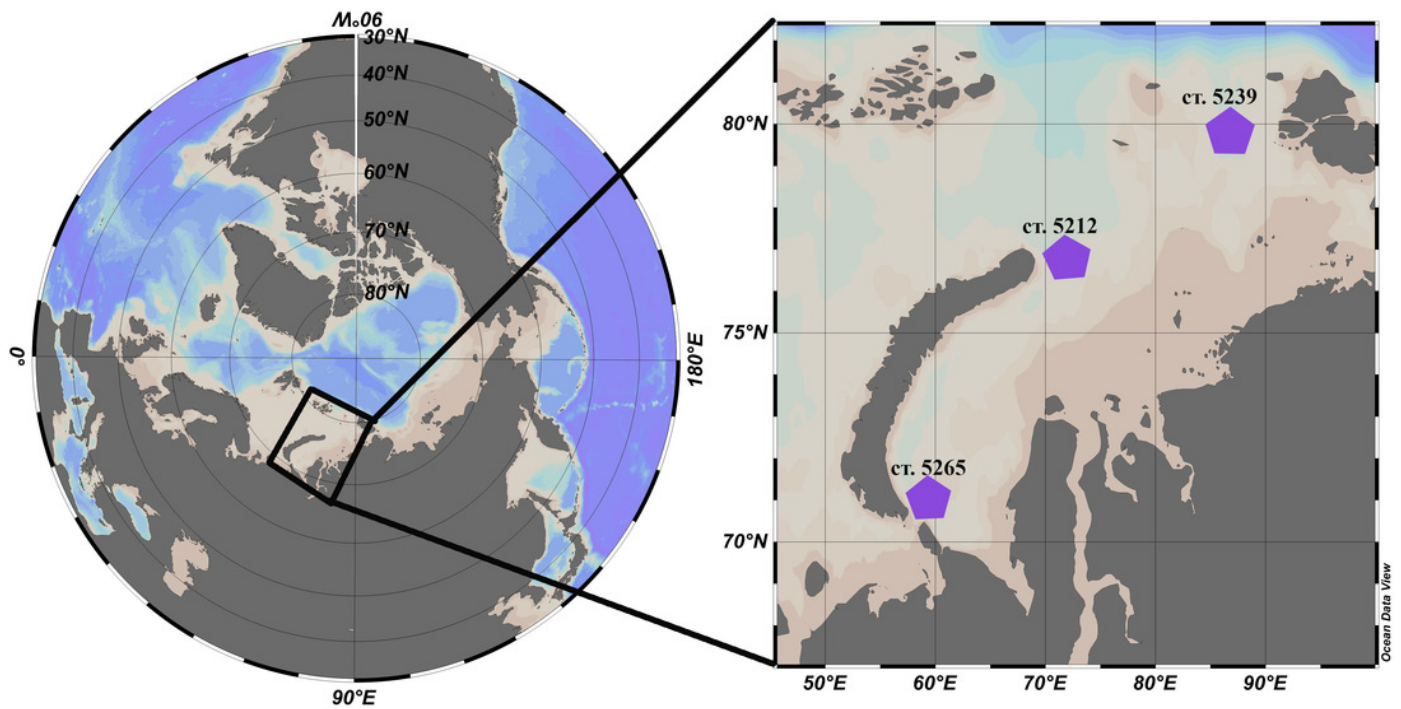 90°W
30°N
40°N
50°N
60°N
70°N
80°N
0°
180°E
90°E
80°N
75°N
70°N
50°E
60°E
70°E
80°E
90°E
ст. 5239
ст. 5212
ст. 5265
Ocean Data View